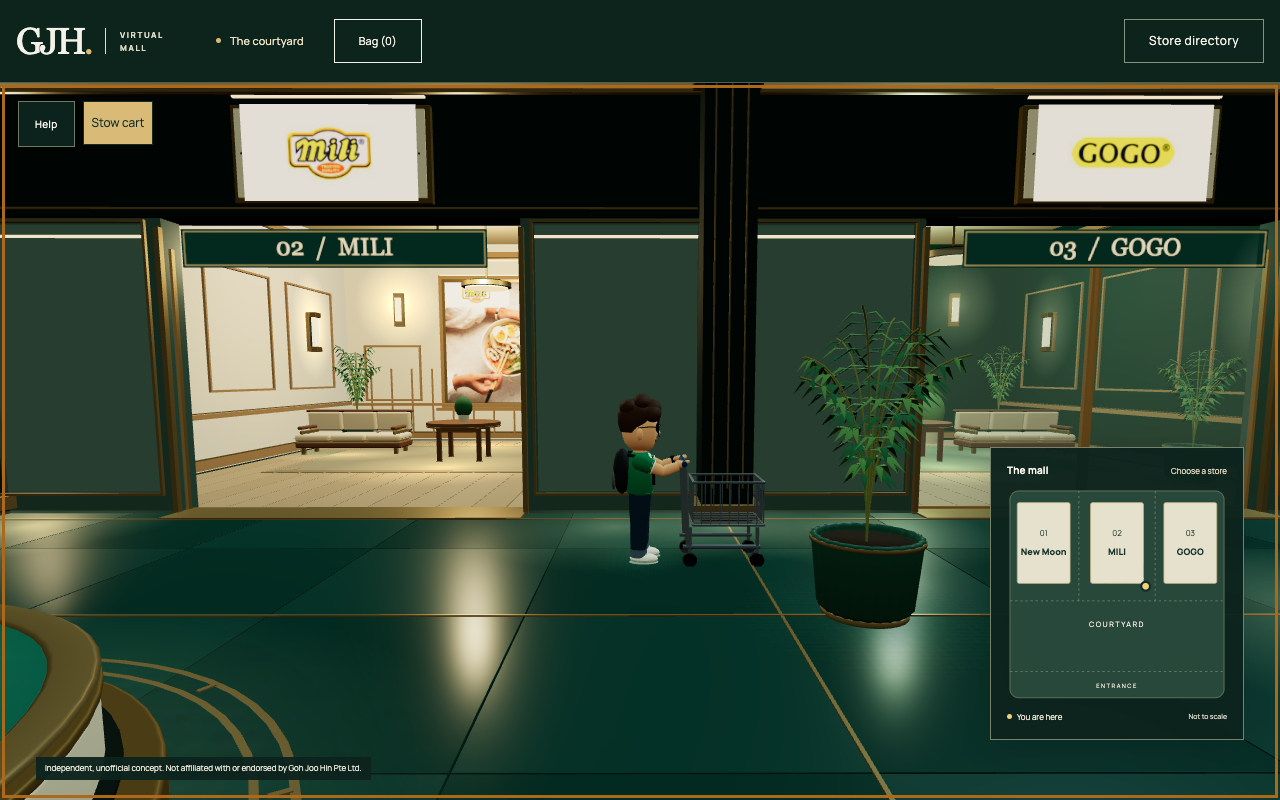 GJH.
VIRTUAL
MALL
The courtyard
Bag (0)
Store directory
Help
Stow cart
Mili
GOGO®
02 / MILI
03 / GOGO
Mili
The mall
Choose a store
01
New Moon
02
MILI
03
GOGO
COURTYARD
ENTRANCE
You are here
Not to scale
Independent, unofficial concept. Not affiliated with or endorsed by Goh Joo Hin Pte Ltd.